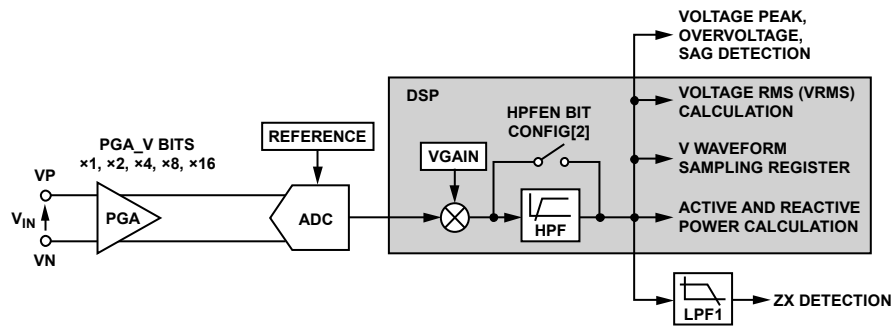 VOLTAGE PEAK,
OVERVOLTAGE,
SAG DETECTION
DSP
HPFEN BIT
CONFIG[2]
VOLTAGE RMS (VRMS)
CALCULATION
PGA_V BITS
×1, ×2, ×4, ×8, ×16
REFERENCE
VGAIN
V WAVEFORM
SAMPLING REGISTER
VP
VIN
PGA
ADC
HPF
ACTIVE AND REACTIVE
POWER CALCULATION
VN
LPF1
ZX DETECTION